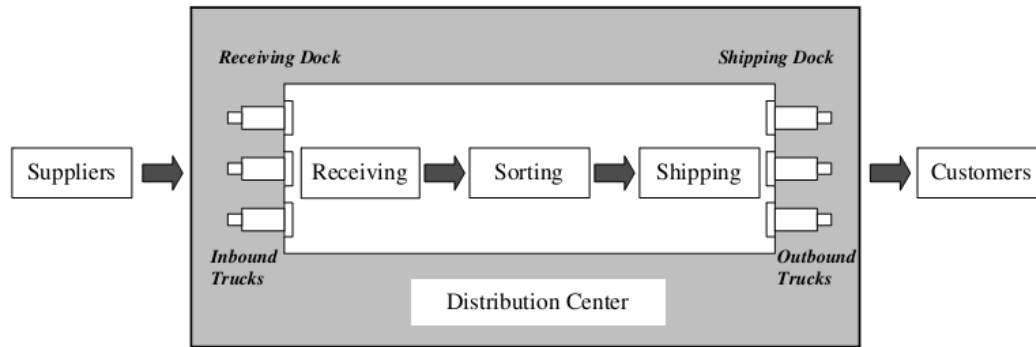 Receiving Dock
Shipping Dock
Suppliers
Receiving
Sorting
Shipping
Customers
Inbound
Trucks
Outbound
Trucks
Distribution Center